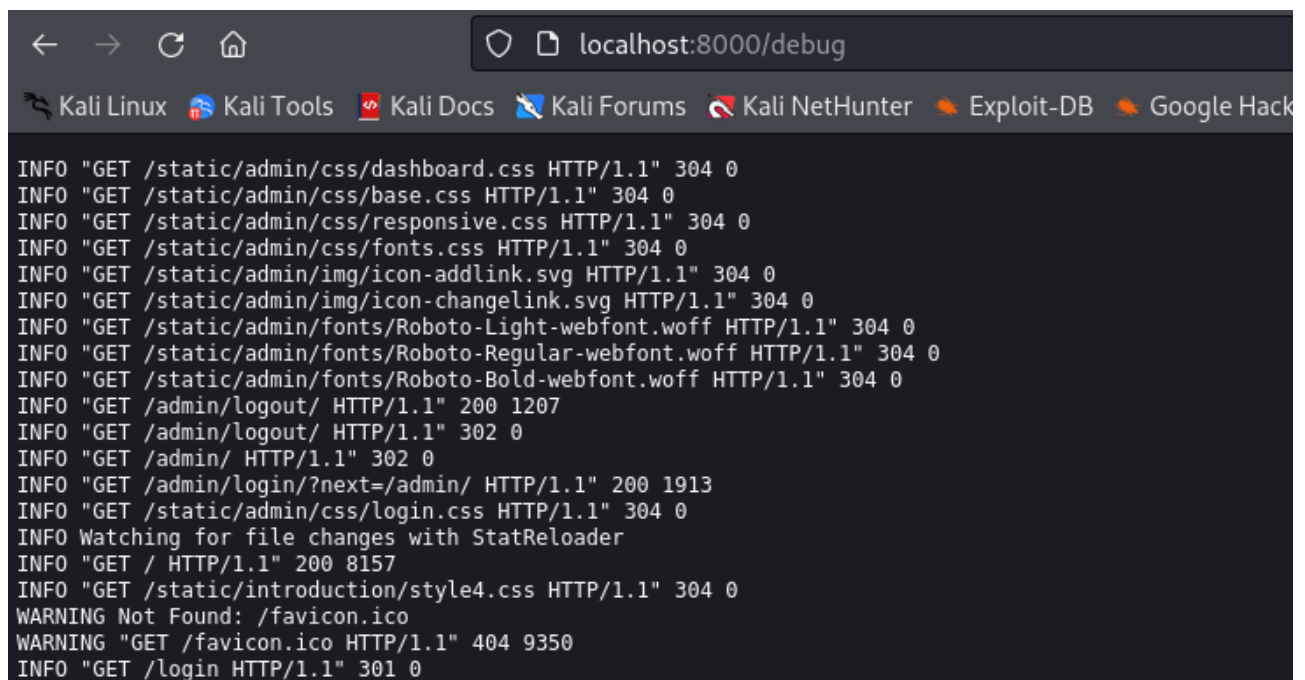 localhost:8000/debug
Kali Linux Kali Tools Kali Docs Kali Forums Kali NetHunter Exploit-DB Google Hack
INFO "GET /static/admin/css/dashboard.css HTTP/1.1" 304 0
INFO "GET /static/admin/css/base.css HTTP/1.1" 304 0
INFO "GET /static/admin/css/responsive.css HTTP/1.1" 304 0
INFO "GET /static/admin/css/fonts.css HTTP/1.1" 304 0
INFO "GET /static/admin/img/icon-addlink.svg HTTP/1.1" 304 0
INFO "GET /static/admin/img/icon-changelink.svg HTTP/1.1" 304 0
INFO "GET /static/admin/fonts/Roboto-Light-webfont.woff HTTP/1.1" 304 0
INFO "GET /static/admin/fonts/Roboto-Regular-webfont.woff HTTP/1.1" 304 0
INFO "GET /static/admin/fonts/Roboto-Bold-webfont.woff HTTP/1.1" 304 0
INFO "GET /admin/logout/ HTTP/1.1" 200 1207
INFO "GET /admin/logout/ HTTP/1.1" 302 0
INFO "GET /admin/ HTTP/1.1" 302 0
INFO "GET /admin/login/?next=/admin/ HTTP/1.1" 200 1913
INFO "GET /static/admin/css/login.css HTTP/1.1" 304 0
INFO Watching for file changes with StatReloader
INFO "GET / HTTP/1.1" 200 8157
INFO "GET /static/introduction/style4.css HTTP/1.1" 304 0
WARNING Not Found: /favicon.ico
WARNING "GET /favicon.ico HTTP/1.1" 404 9350
INFO "GET /login HTTP/1.1" 301 0